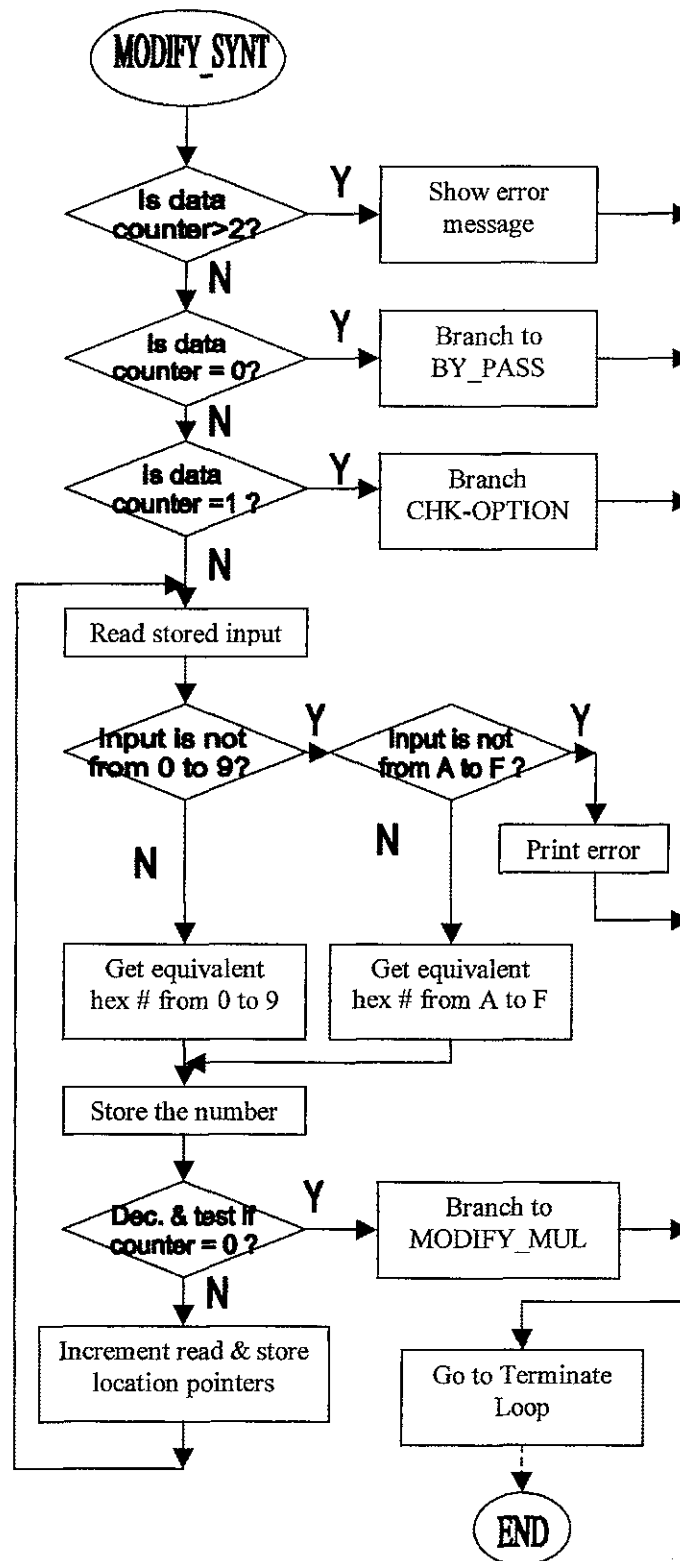 MODIFY_SYNT
Y
Is data
counter>2?
Show error
message
N
Y
Is data
counter = 0?
Branch to
BY_PASS
N
Y
Is data
counter =1 ?
Branch
CHK-OPTION
N
Read stored input
Y
Y
Input is not
from 0 to 9?
Input is not
from A to F ?
N
N
Print error
Get equivalent
hex # from 0 to 9
Get equivalent
hex # from A to F
Store the number
Y
Dec. & test if
counter = 0 ?
Branch to
MODIFY_MUL
N
Increment read & store
location pointers
Go to Terminate
Loop
END